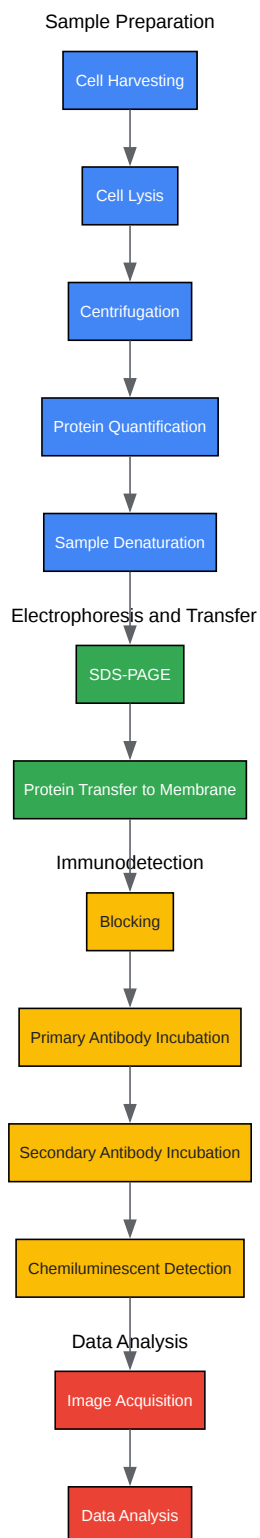 Sample Preparation
Cell Harvesting
Cell Lysis
Centrifugation
Protein Quantification
Sample Denaturation
Electrophoresis and Transfer
SDS-PAGE
Protein Transfer to Membrane
Immunodetection
Blocking
Primary Antibody Incubation
Secondary Antibody Incubation
Chemiluminescent Detection
Data Analysis
Image Acquisition
Data Analysis